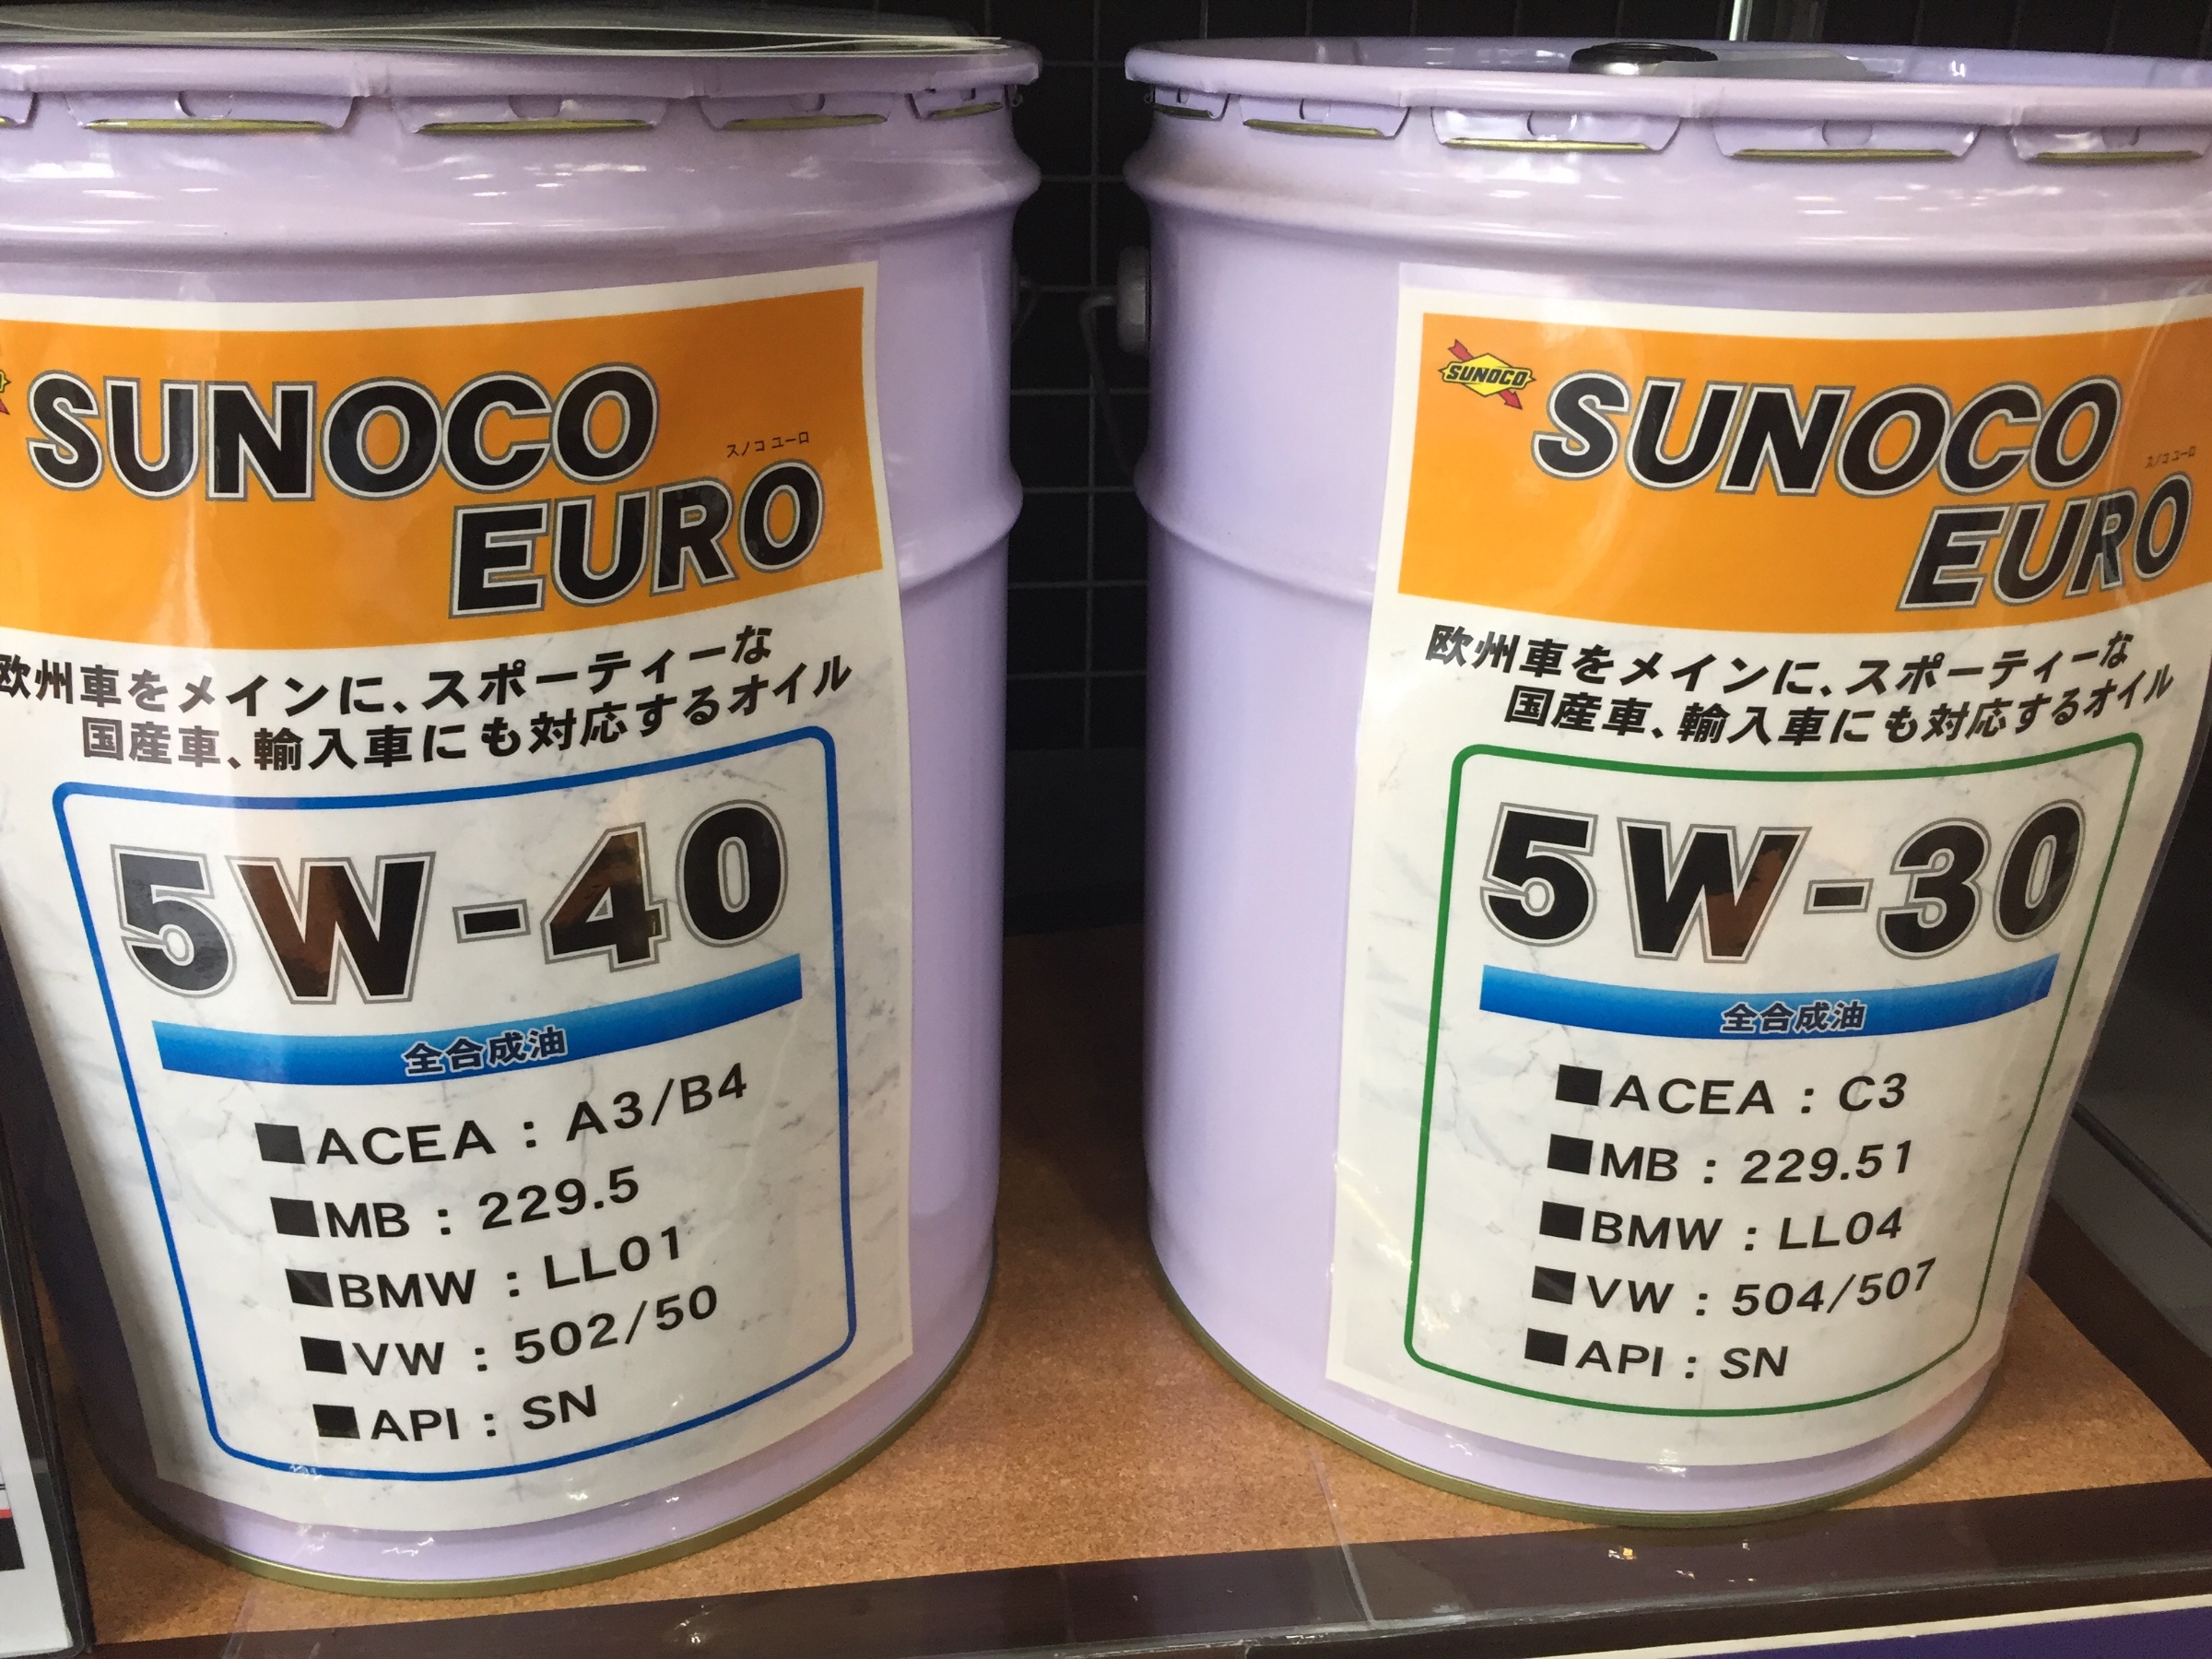 SUNOCO
スノコ ユーロ
EURO
欧州車をメインに、スポーティーな
国産車、輸入車にも対応するオイル
5W-40
全合成油
■ACEA : A3/B4
■MB : 229.5
■BMW : LL01
■VW : 502/50
■API : SN
SUNOCO
SUNOCO
スノコ ユーロ
EURO
欧州車をメインに、スポーティーな
国産車、輸入車にも対応するオイル
5W-30
全合成油
■ACEA : C3
■MB : 229.51
■BMW : LL04
■VW : 504/507
■API : SN